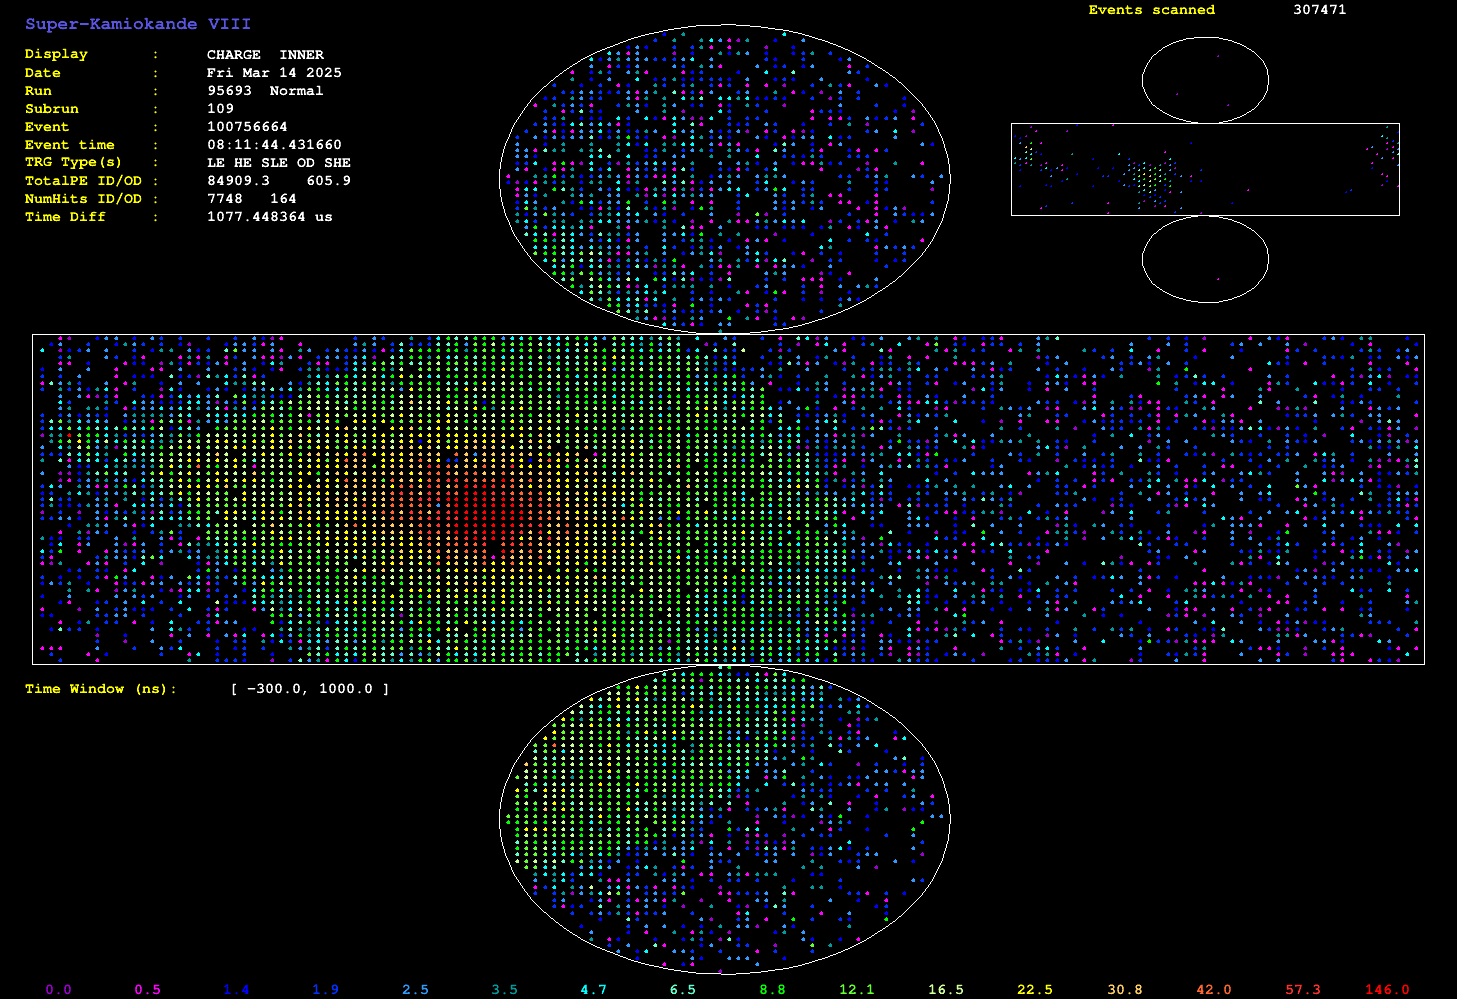 Super-Kamiokande VIII
Events scanned 307471
Display : CHARGE INNER
Date : Fri Mar 14 2025
Run : 95693 Normal
Subrun : 109
Event : 100756664
Event time : 08:11:44.431660
TRG Type(s) : LE HE SLE OD SHE
TotalPE ID/OD : 84909.3 605.9
NumHits ID/OD : 7748 164
Time Diff : 1077.448364 us
Time Window (ns): [ -300.0, 1000.0 ]
0.0 0.5 1.4 1.9 2.5 3.5 4.7 6.5 8.8 12.1 16.5 22.5 30.8 42.0 57.3 146.0